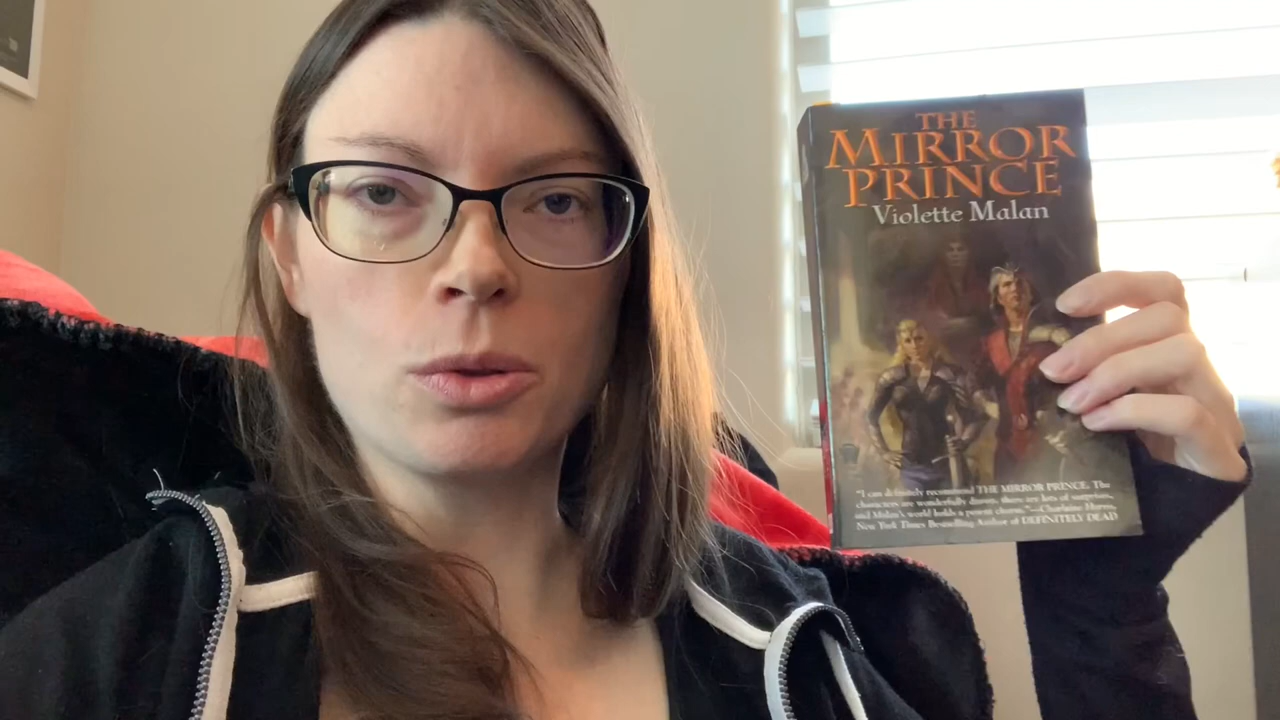 THE
MIRROR
PRINCE
Violette Malan
"I can definitely recommend THE MIRROR PRINCE. The
characters are wonderfully drawn, there are lots of surprises,
and Malan's world holds a potent charm."—Charlaine Harris,
New York Times Bestselling Author of DEFINITELY DEAD